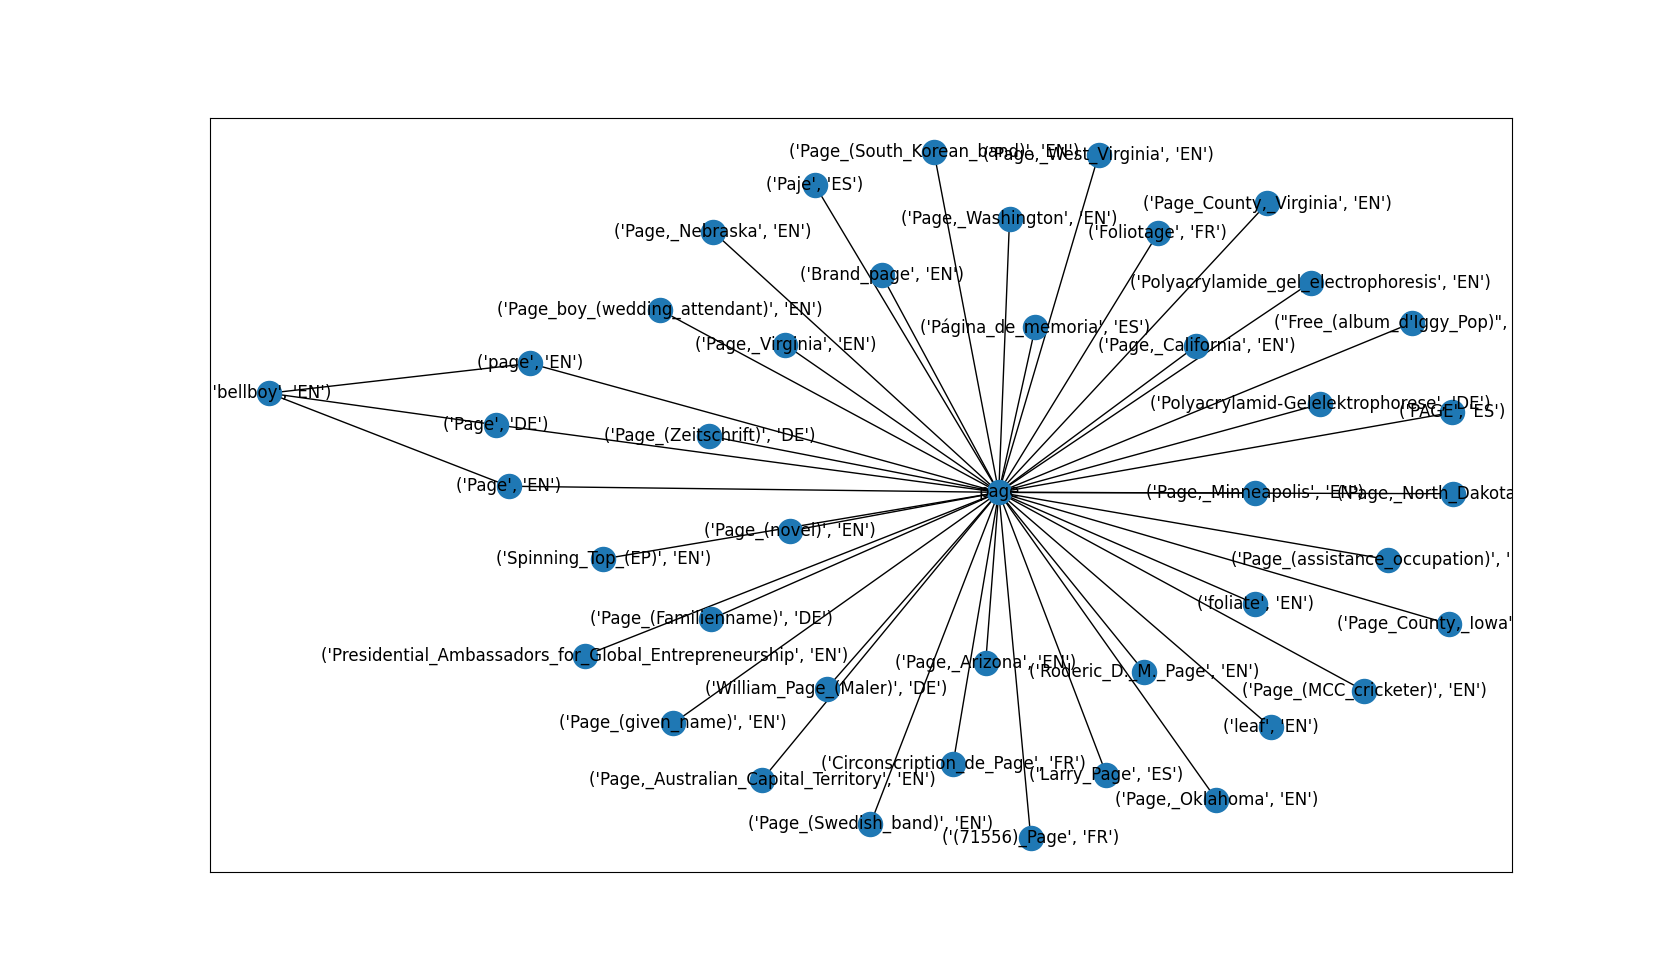 ('Page_(South_Korean_band)', 'EN')
('Page,_West_Virginia', 'EN')
('Paje', 'ES')
('Page_County,_Virginia', 'EN')
('Page,_Washington', 'EN')
('Page,_Nebraska', 'EN')
('Foliotage', 'FR')
('Brand_page', 'EN')
('Polyacrylamide_gel_electrophoresis', 'EN')
('Page_boy_(wedding_attendant)', 'EN')
("Free_(album_d'Iggy_Pop)",
('Página_de_memoria', 'ES')
('Page,_Virginia', 'EN')
('Page,_California', 'EN')
('page', 'EN')
'bellboy', 'EN')
('Polyacrylamid-Gelelektrophorese', 'DE')
('PAGE', 'ES')
('Page', 'DE')
('Page_(Zeitschrift)', 'DE')
('Page', 'EN')
page
('Page,_Minneapolis', 'EN')
('Page,_North_Dakota
('Page_(novel)', 'EN')
('Spinning_Top_(EP)', 'EN')
('Page_(assistance_occupation)', '
('foliate', 'EN')
('Page_(Familienname)', 'DE')
('Page_County,_Iowa'
('Presidential_Ambassadors_for_Global_Entrepreneurship', 'EN')
('Page,_Arizona', 'EN')
('Roderic_D._M._Page', 'EN')
('William_Page_(Maler)', 'DE')
('Page_(MCC_cricketer)', 'EN')
('Page_(given_name)', 'EN')
('leaf', 'EN')
('Circonscription_de_Page', 'FR')
('Larry_Page', 'ES')
('Page,_Australian_Capital_Territory', 'EN')
('Page,_Oklahoma', 'EN')
('Page_(Swedish_band)', 'EN')
('(71556)_Page', 'FR')